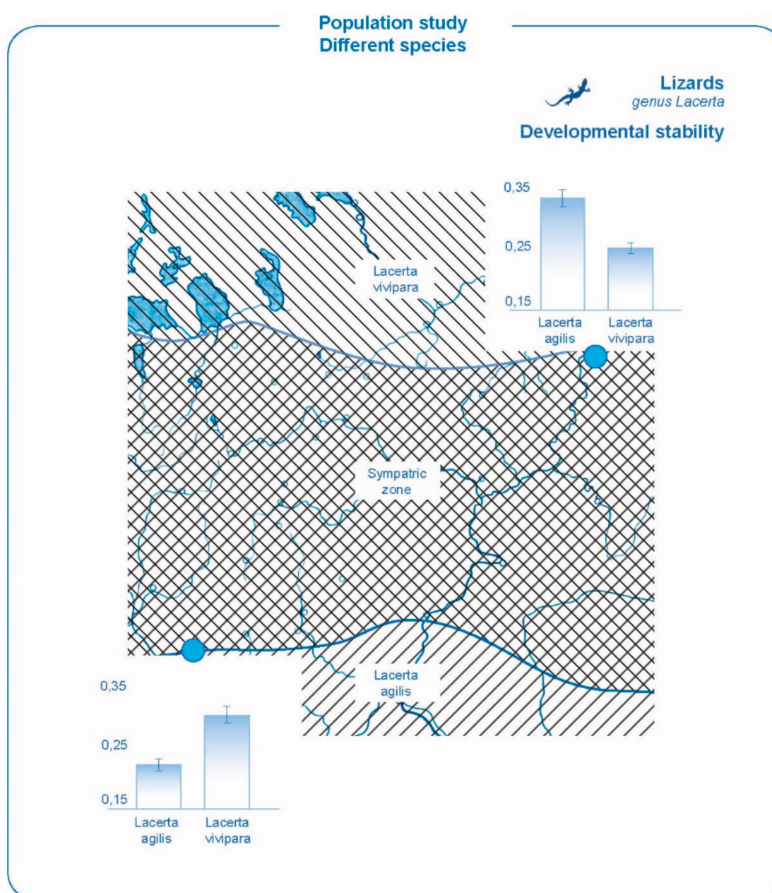 Population study
Different species
Lizards
genus Lacerta
Developmental stability
0,35
0,25
0,15
Lacerta
agilis
Lacerta
vivipara
Lacerta
vivipara
Sympatric
zone
Lacerta
agilis
0,35
0,25
0,15
Lacerta
agilis
Lacerta
vivipara